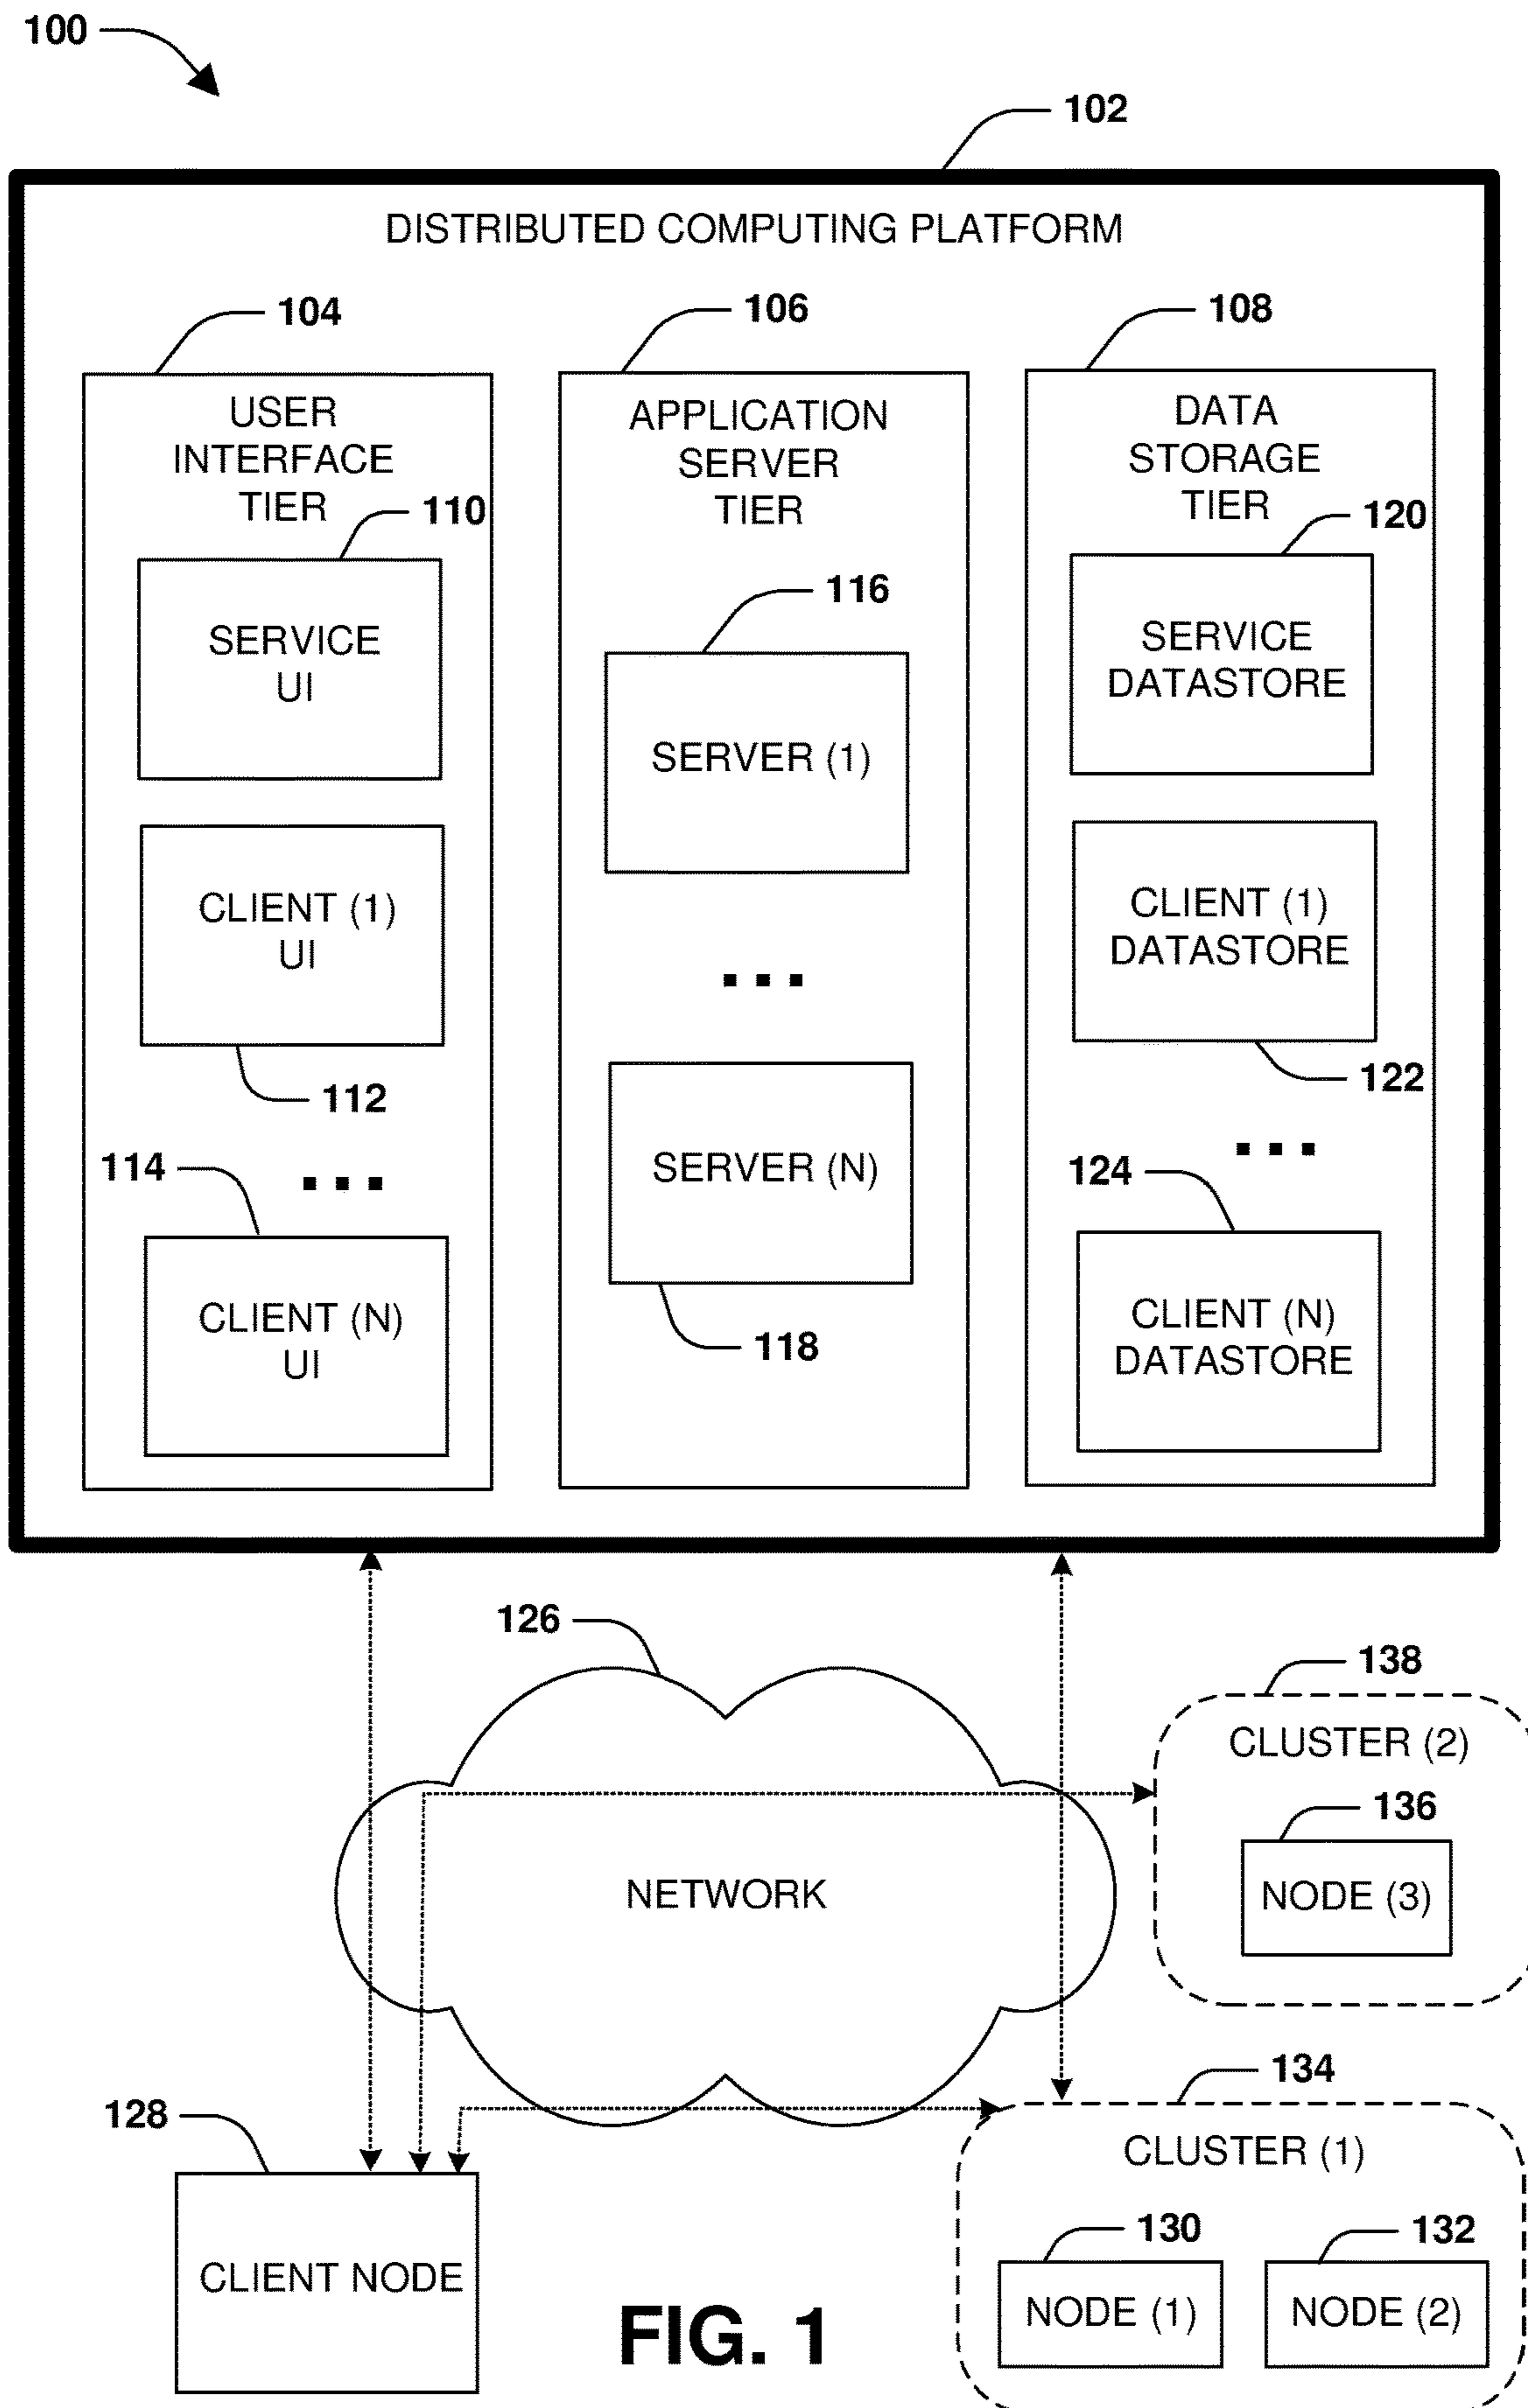 100
102
DISTRIBUTED COMPUTING PLATFORM
104
USER
INTERFACE
TIER
110
SERVICE
UI
CLIENT (1)
UI
112
114
...
CLIENT (N)
UI
106
APPLICATION
SERVER
TIER
116
SERVER (1)
...
SERVER (N)
118
108
DATA
STORAGE
TIER
120
SERVICE
DATASTORE
CLIENT (1)
DATASTORE
122
...
124
CLIENT (N)
DATASTORE
126
NETWORK
138
CLUSTER (2)
136
NODE (3)
128
CLIENT NODE
134
CLUSTER (1)
130
NODE (1)
132
NODE (2)
FIG. 1